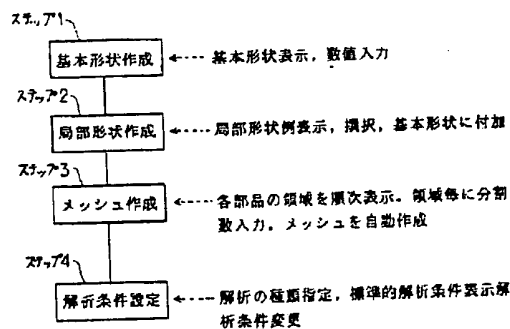 ステップ1
基本形状作成
基本形状表示，数値入力
ステップ2
局部形状作成
局部形状例表示，選択，基本形状に付加
ステップ3
メッシュ作成
各部品の領域を順次表示。領域毎に分割
数入力。メッシュを自動作成
ステップ4
解析条件設定
解析の種類指定，標準的解析条件表示解
析条件変更